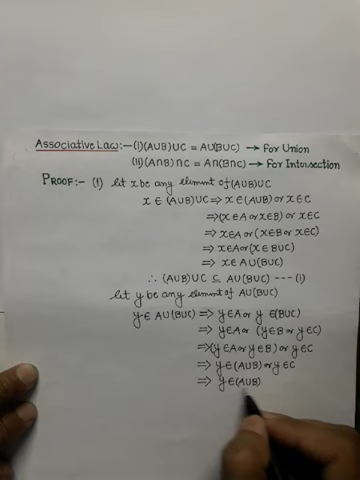 Associative Law:- (i) (A∪B)∪C = A∪(B∪C) → For Union
(ii) (A∩B)∩C = A∩(B∩C) → For Intersection
PROOF:- (i) let x be any element of (A∪B)∪C
x ∈ (A∪B)∪C ⇒ x ∈ (A∪B) or x ∈ C
⇒ (x ∈ A or x ∈ B) or x ∈ C
⇒ x ∈ A or (x ∈ B or x ∈ C)
⇒ x ∈ A or (x ∈ B∪C)
⇒ x ∈ A∪(B∪C)
∴ (A∪B)∪C ⊆ A∪(B∪C) --- (i)
let y be any element of A∪(B∪C)
y ∈ A∪(B∪C) ⇒ y ∈ A or y ∈ (B∪C)
⇒ y ∈ A or (y ∈ B or y ∈ C)
⇒ (y ∈ A or y ∈ B) or y ∈ C
⇒ y ∈ (A∪B) or y ∈ C
⇒ y ∈ (A∪B)